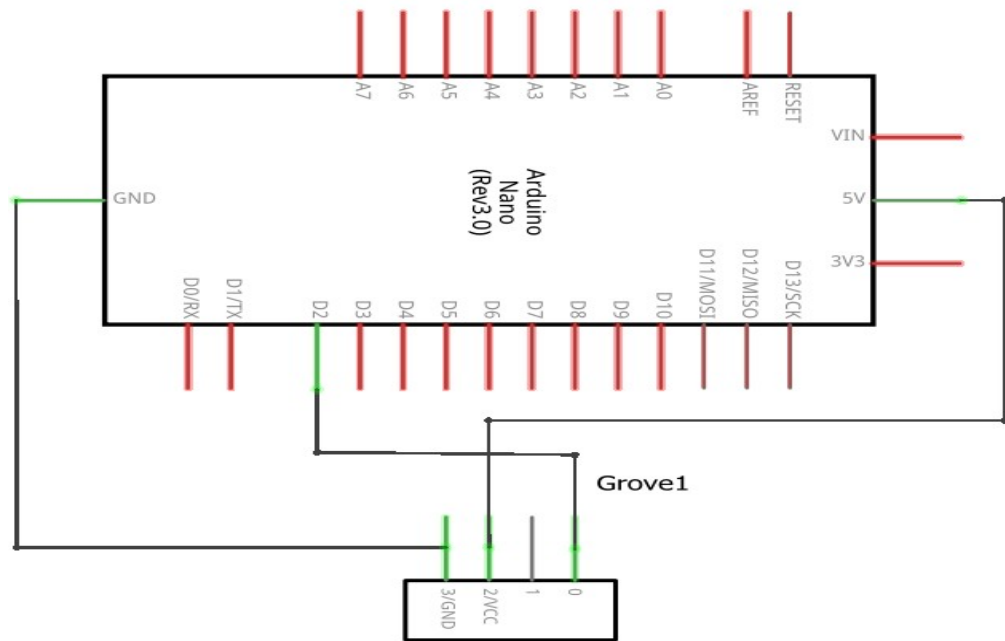 A7
A6
A5
A4
A3
A2
A1
A0
AREF
RESET
VIN
GND
Arduino
Nano
(Rev3.0)
5V
3V3
D0/RX
D1/TX
D2
D3
D4
D5
D6
D7
D8
D9
D10
D11/MOSI
D12/MISO
D13/SCK
Grove1
3/GND
2/VCC
1
0